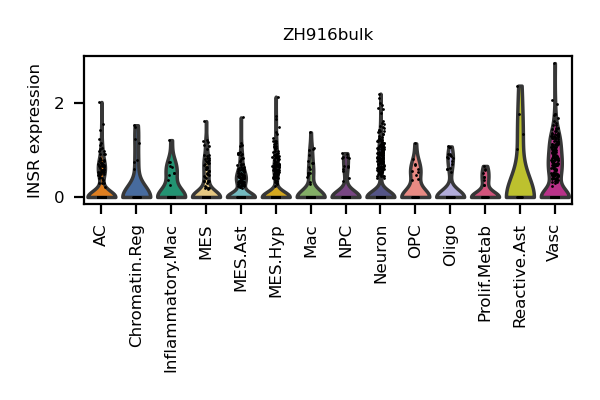 ZH916bulk
INSR expression
2
0
AC
Chromatin.Reg
Inflammatory.Mac
MES
MES.Ast
MES.Hyp
Mac
NPC
Neuron
OPC
Oligo
Prolif.Metab
Reactive.Ast
Vasc